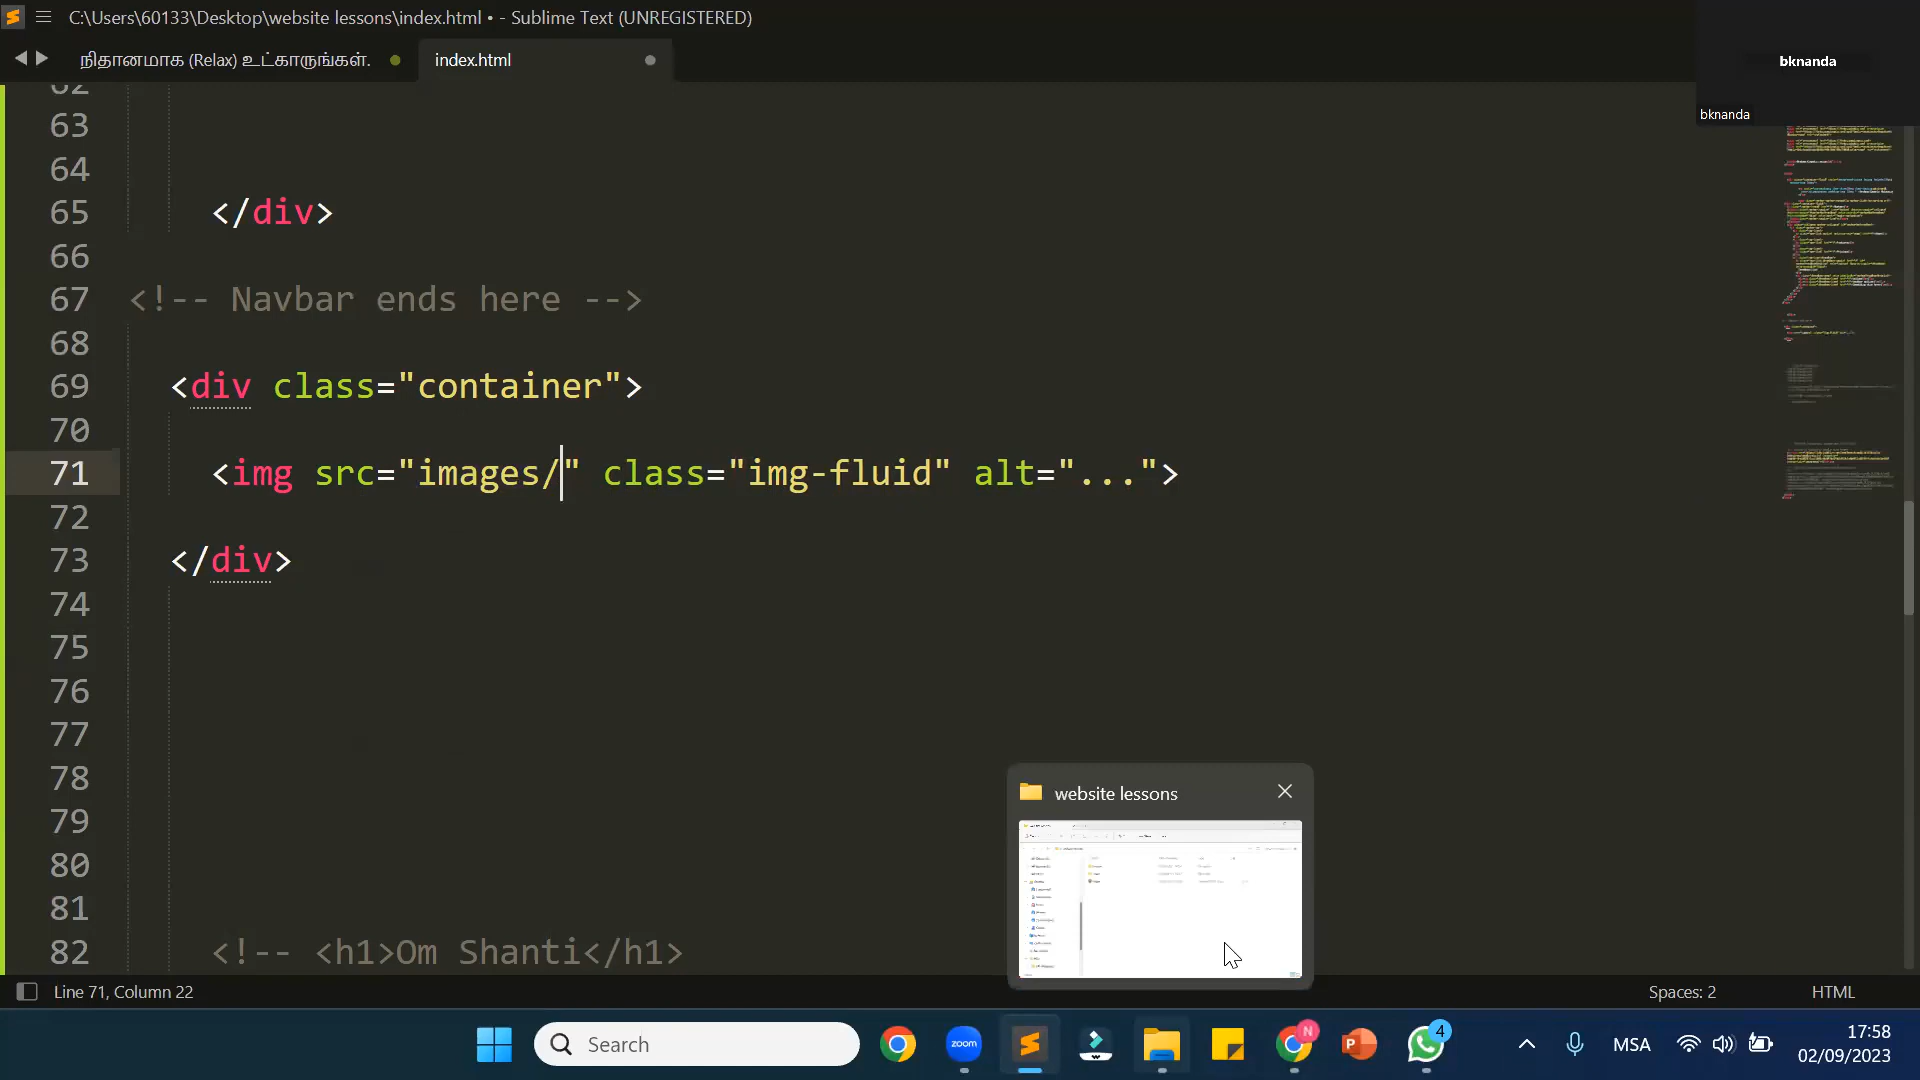 C:\Users\60133\Desktop\website lessons\index.html • - Sublime Text (UNREGISTERED)
நிதானமாக (Relax) உட்காருங்கள்.
index.html
bknanda
bknanda
62
63
64
65 </div>
66
67 <!-- Navbar ends here -->
68
69 <div class="container">
70
71 <img src="images/" class="img-fluid" alt="...">
72
73 </div>
74
75
76
77
78
79
80
81
82 <!-- <h1>Om Shanti</h1>
website lessons
Line 71, Column 22
Spaces: 2
HTML
Search
zoom
N
P
4
MSA
17:58
02/09/2023